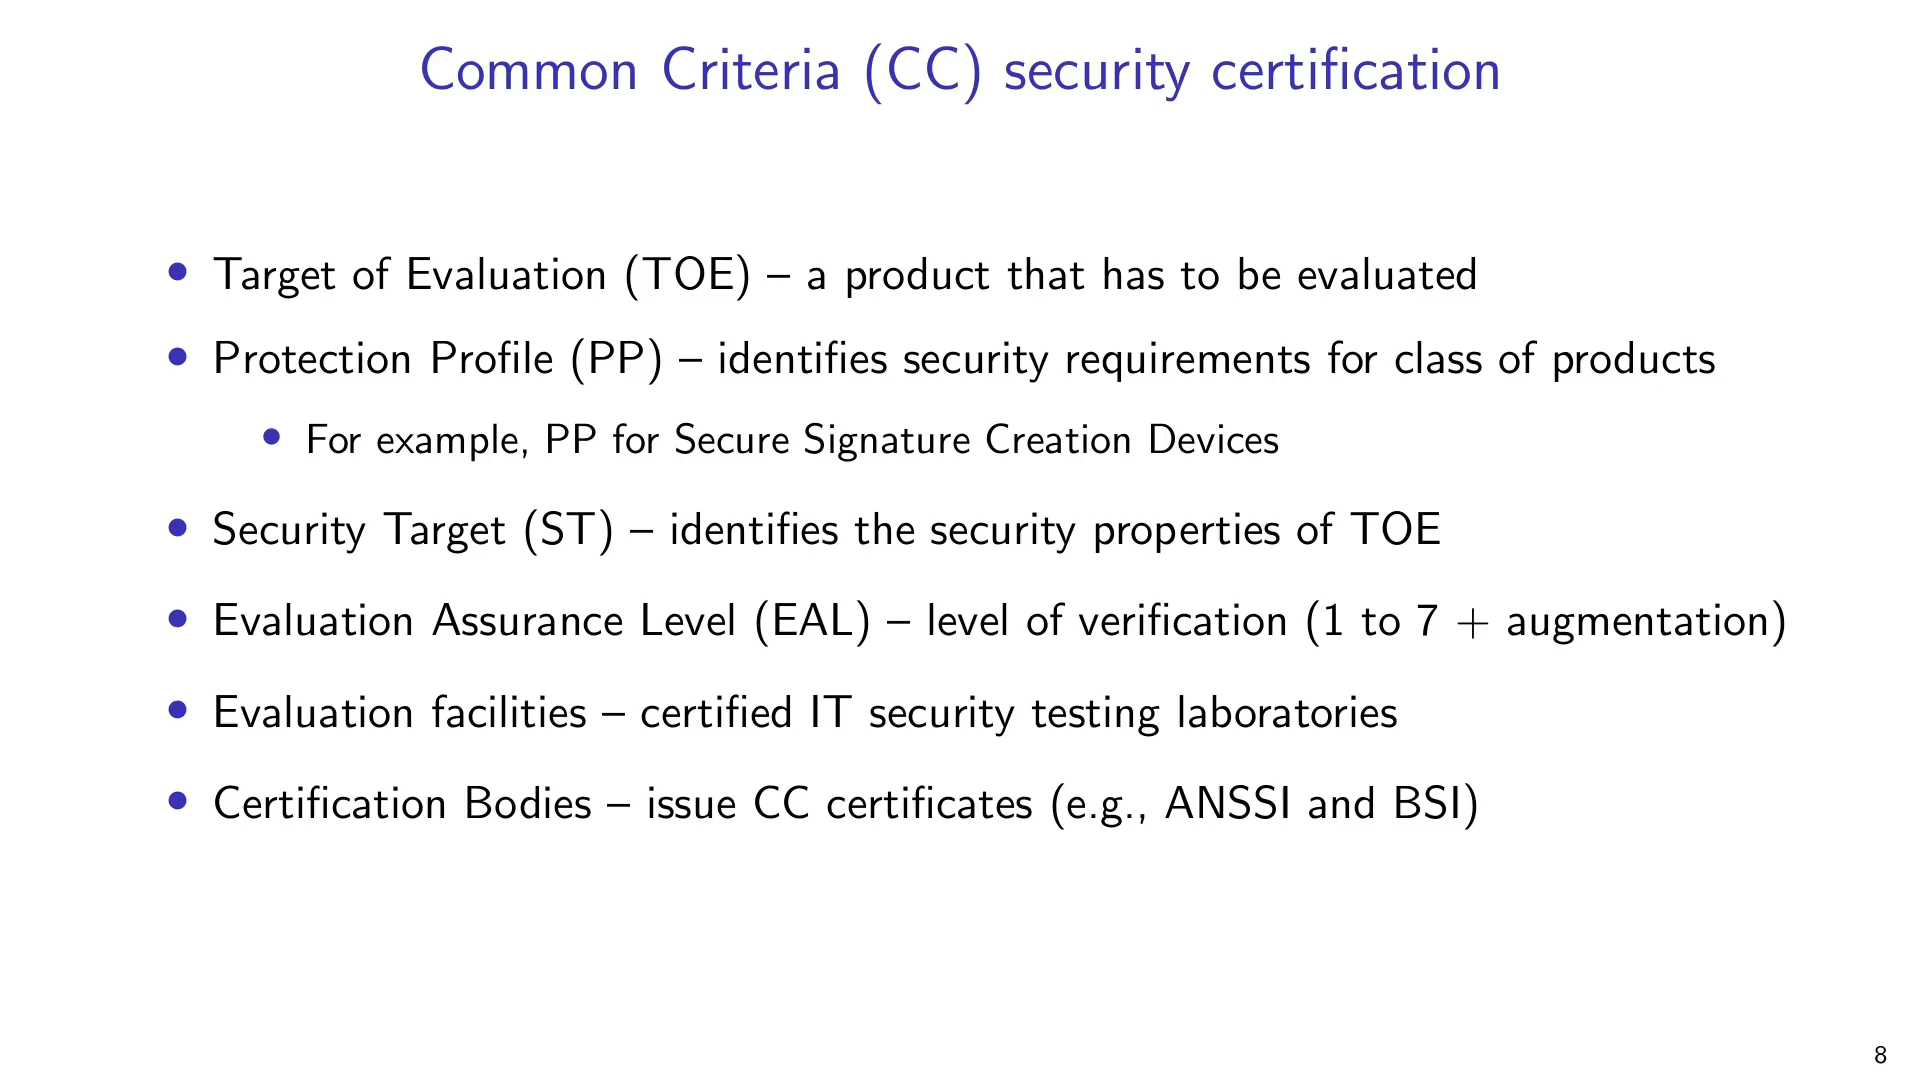 Common Criteria (CC) security certification
• Target of Evaluation (TOE) – a product that has to be evaluated
• Protection Profile (PP) – identifies security requirements for class of products
• For example, PP for Secure Signature Creation Devices
• Security Target (ST) – identifies the security properties of TOE
• Evaluation Assurance Level (EAL) – level of verification (1 to 7 + augmentation)
• Evaluation facilities – certified IT security testing laboratories
• Certification Bodies – issue CC certificates (e.g., ANSSI and BSI)
8